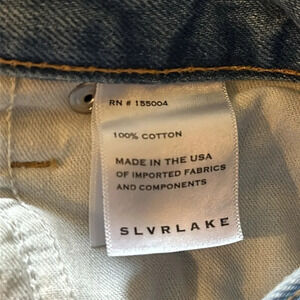 RN # 155004
100% COTTON
MADE IN THE USA
OF IMPORTED FABRICS
AND COMPONENTS
SLVRLAKE